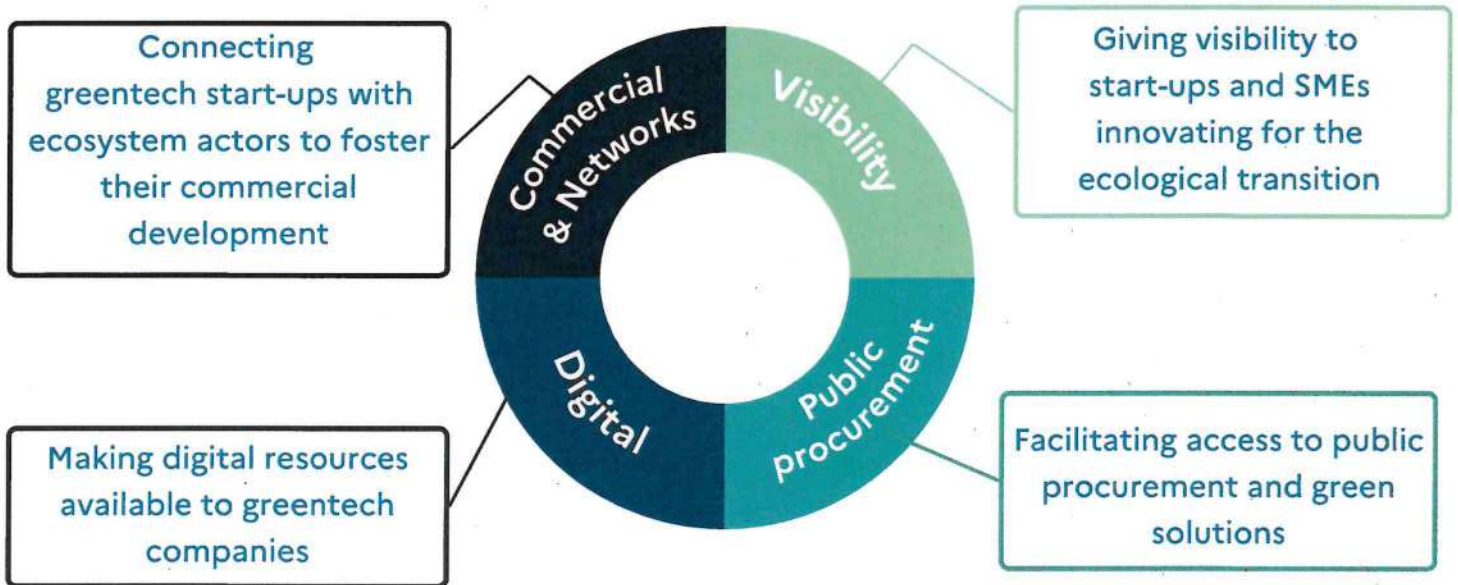 Connecting
greentech start-ups with
ecosystem actors to foster
their commercial
development
Commercial
& Networks
Visibility
Giving visibility to
start-ups and SMEs
innovating for the
ecological transition
Making digital resources
available to greentech
companies
Digital
Public
procurement
Facilitating access to public
procurement and green
solutions